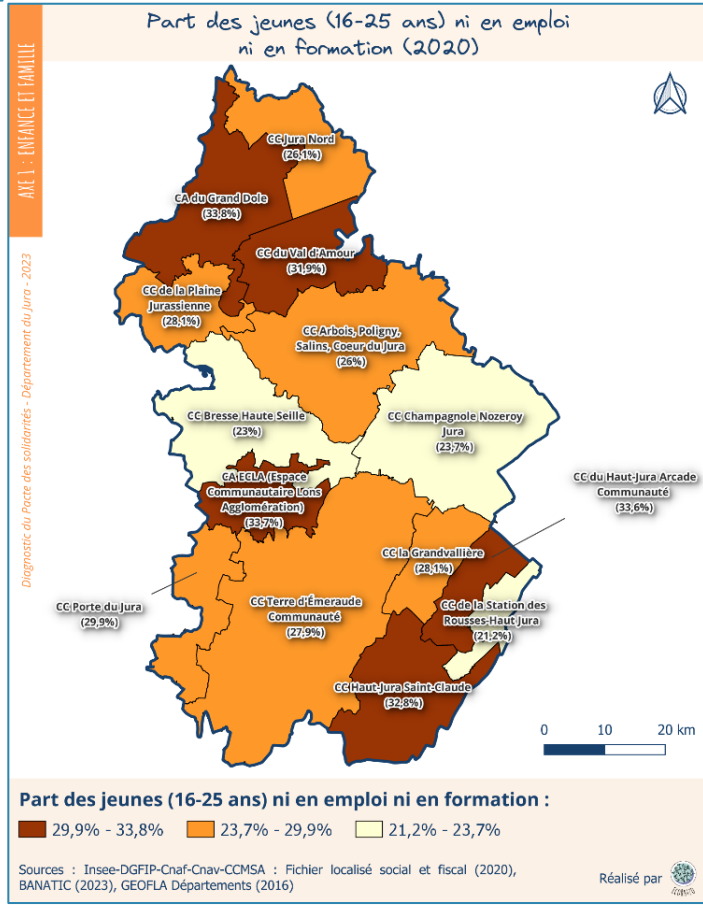 Part des jeunes (16-25 ans) ni en emploi
ni en formation (2020)
AXE 1 : ENFANCE ET FAMILLE
Diagnostic du Pacte des solidarités - Département du Jura - 2023
CC Jura Nord
(26,1%)
CA du Grand Dole
(33,8%)
CC du Val d'Amour
(31,9%)
CC de la Plaine
Jurassienne
(28,1%)
CC Arbois, Poligny,
Salins, Coeur du Jura
(26%)
CC Bresse Haute Seille
(23%)
CC Champagnole Nozeroy
Jura
(23,7%)
CA ECLA (Espace
Communautaire Lons
Agglomération)
(33,7%)
CC du Haut-Jura Arcade
Communauté
(33,6%)
CC la Grandvallière
(28,1%)
CC Porte du Jura
(29,9%)
CC Terre d'Émeraude
Communauté
(27,9%)
CC de la Station des
Rousses-Haut Jura
(21,2%)
CC Haut-Jura Saint-Claude
(32,8%)
0 10 20 km
Part des jeunes (16-25 ans) ni en emploi ni en formation :
29,9% - 33,8% 23,7% - 29,9% 21,2% - 23,7%
Sources : Insee-DGFIP-Cnaf-Cnav-CCMSA : Fichier localisé social et fiscal (2020),
BANATIC (2023), GEOFLA Départements (2016)
Réalisé par